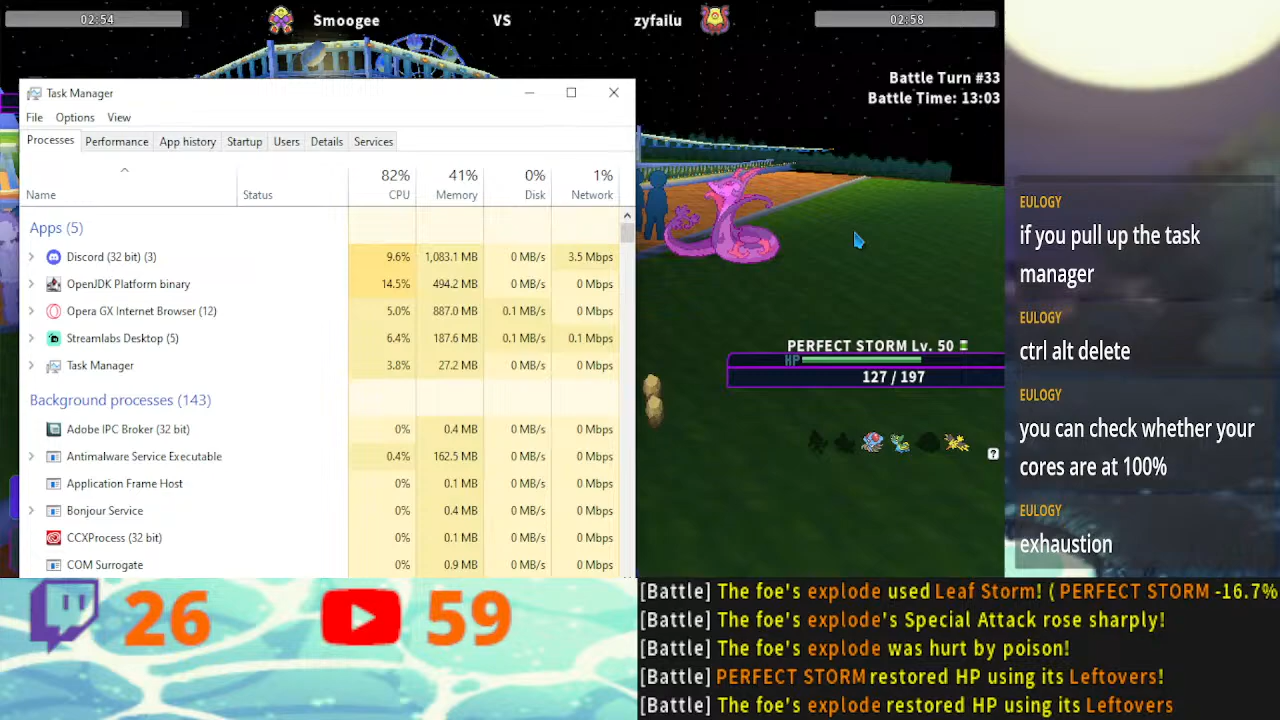 02:54
Smoogee
VS
zyfailu
02:58
Battle Turn #33
Battle Time: 13:03
Task Manager
File Options View
Processes Performance App history Startup Users Details Services
82% 41% 0% 1%
Name Status CPU Memory Disk Network
Apps (5)
Discord (32 bit) (3) 9.6% 1,083.1 MB 0 MB/s 3.5 Mbps
OpenJDK Platform binary 14.5% 494.2 MB 0 MB/s 0 Mbps
Opera GX Internet Browser (12) 5.0% 887.0 MB 0.1 MB/s 0 Mbps
Streamlabs Desktop (5) 6.4% 187.6 MB 0.1 MB/s 0.1 Mbps
Task Manager 3.8% 27.2 MB 0 MB/s 0 Mbps
Background processes (143)
Adobe IPC Broker (32 bit) 0% 0.4 MB 0 MB/s 0 Mbps
Antimalware Service Executable 0.4% 162.5 MB 0 MB/s 0 Mbps
Application Frame Host 0% 0.1 MB 0 MB/s 0 Mbps
Bonjour Service 0% 0.4 MB 0 MB/s 0 Mbps
CCXProcess (32 bit) 0% 0.1 MB 0 MB/s 0 Mbps
COM Surrogate 0% 0.9 MB 0 MB/s 0 Mbps
PERFECT STORM Lv. 50
HP
127 / 197
?
EULOGY
if you pull up the task
manager
EULOGY
ctrl alt delete
EULOGY
you can check whether your
cores are at 100%
EULOGY
exhaustion
26
59
[Battle] The foe's explode used Leaf Storm! ( PERFECT STORM -16.7%
[Battle] The foe's explode's Special Attack rose sharply!
[Battle] The foe's explode was hurt by poison!
[Battle] PERFECT STORM restored HP using its Leftovers!
[Battle] The foe's explode restored HP using its Leftovers